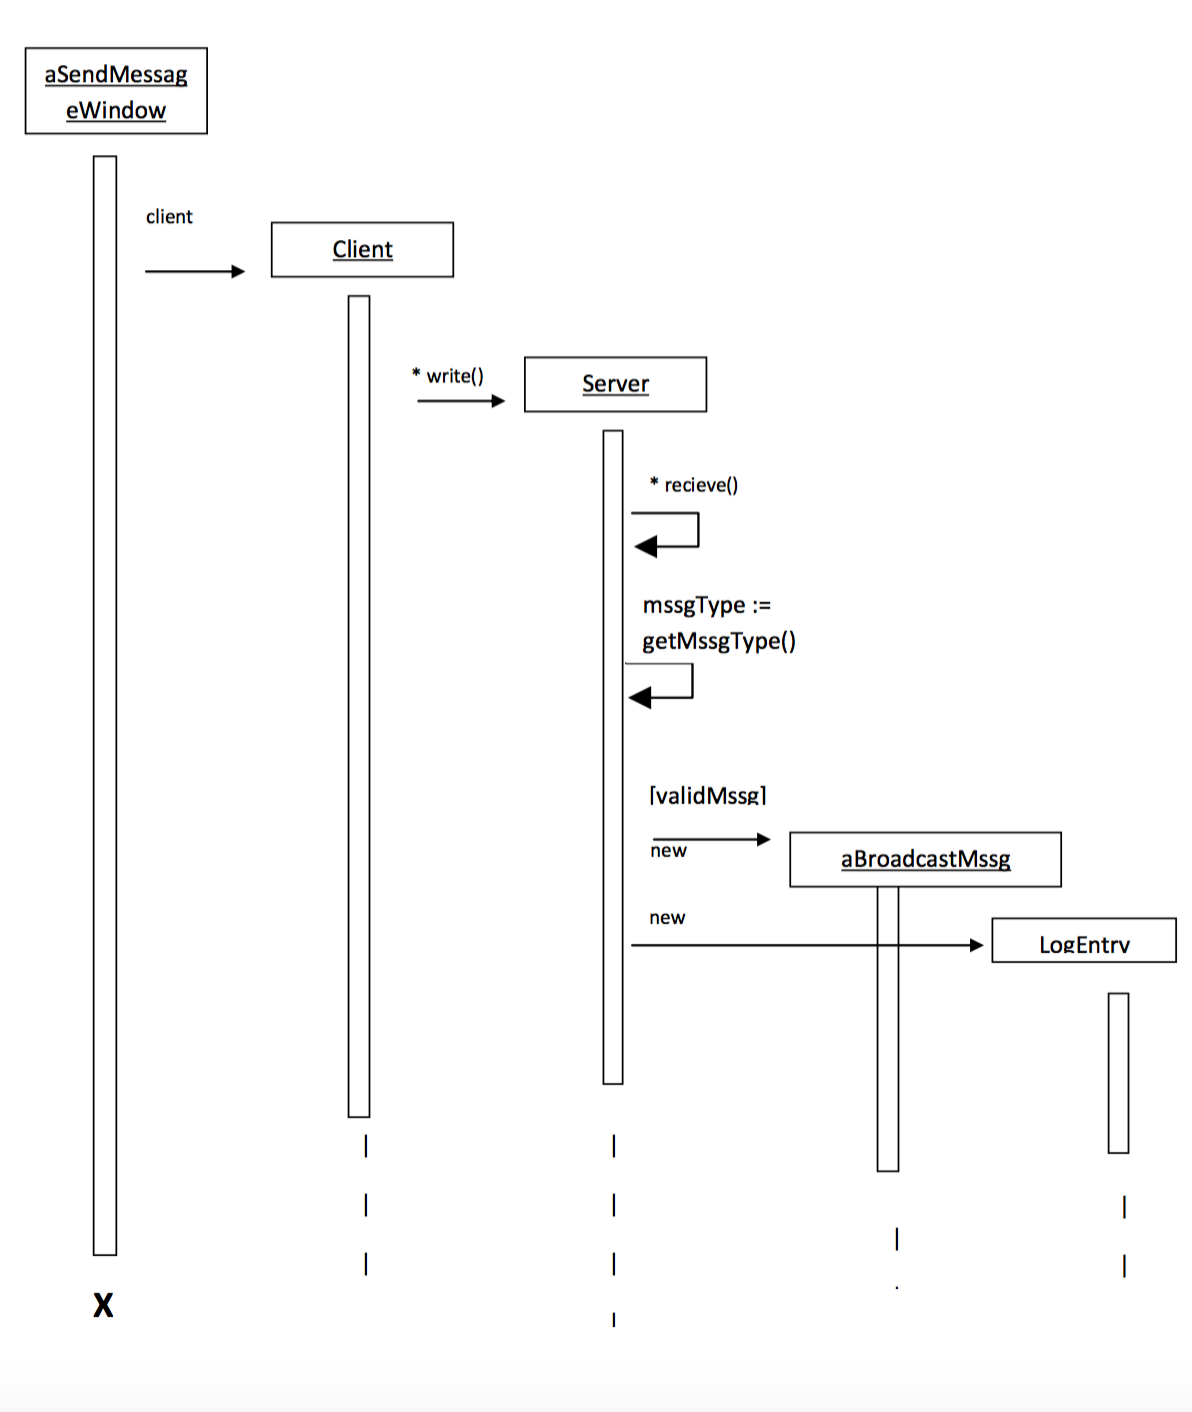 aSendMessag
eWindow
client
Client
* write()
Server
* recieve()
mssgType :=
getMssgType()
[validMssg]
new
aBroadcastMssg
new
LogEntry
X